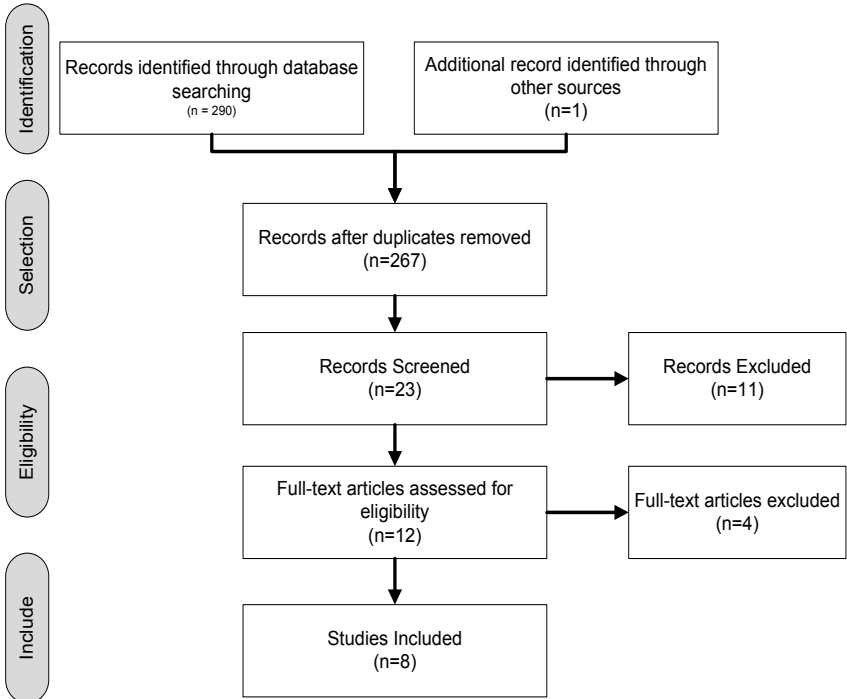 Identification
Records identified through database
searching
(n = 290)
Additional record identified through
other sources
(n=1)
Selection
Records after duplicates removed
(n=267)
Eligibility
Records Screened
(n=23)
Records Excluded
(n=11)
Full-text articles assessed for
eligibility
(n=12)
Full-text articles excluded
(n=4)
Include
Studies Included
(n=8)